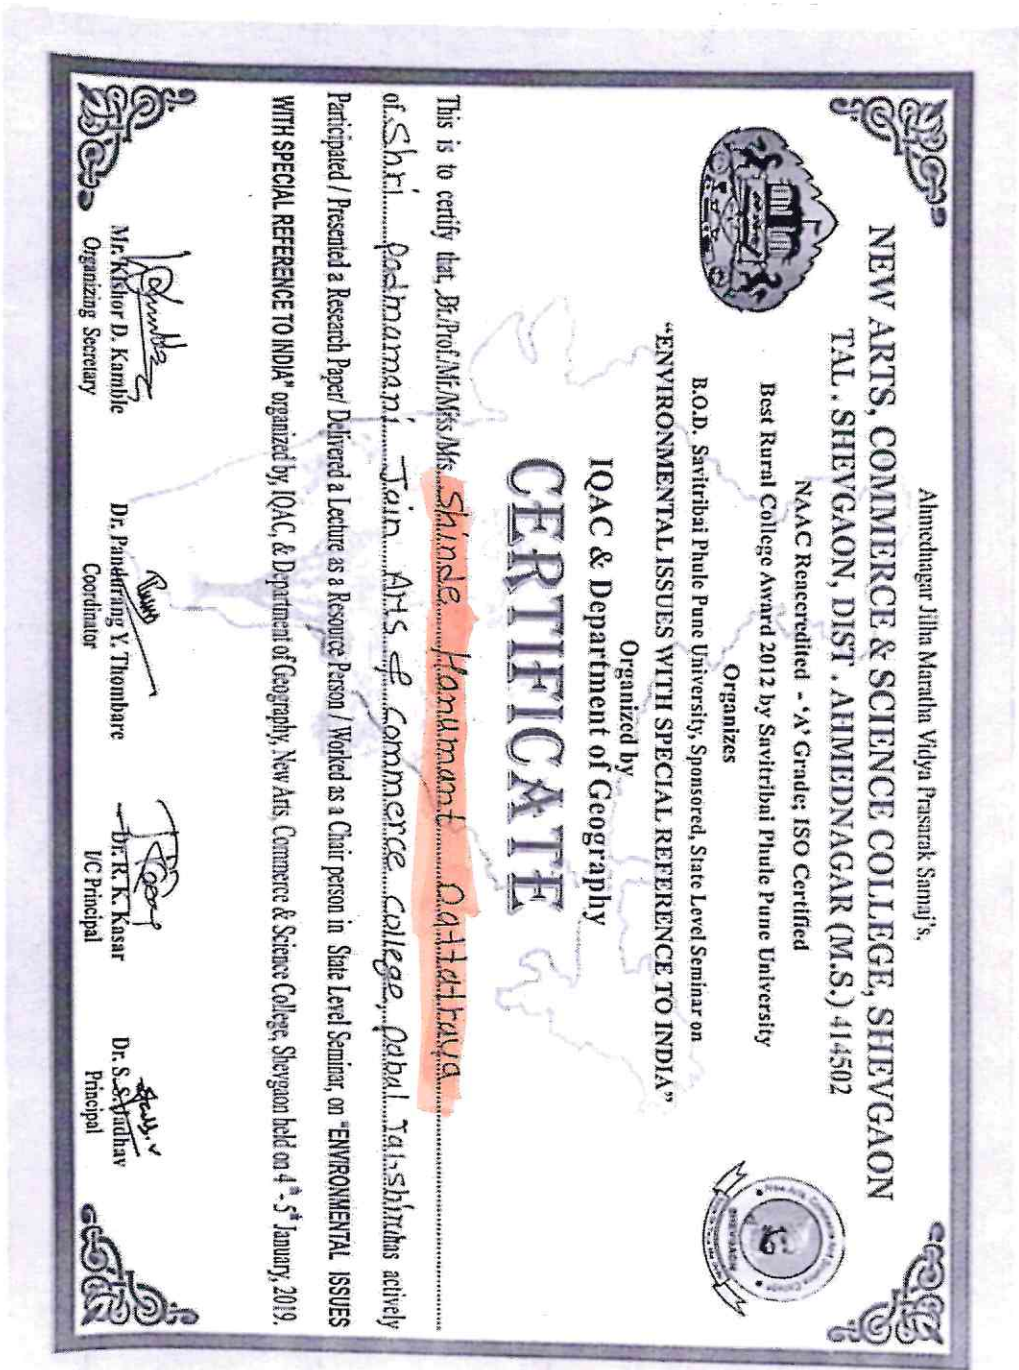 Ahmednagar Jilha Maratha Vidya Prasarak Samaj's,
NEW ARTS, COMMERCE & SCIENCE COLLEGE, SHEVGAON
TAL. SHEVGAON, DIST. AHMEDNAGAR (M.S.) 414502
NAAC Reaccredited - 'A' Grade; ISO Certified
Best Rural College Award 2012 by Savitribai Phule Pune University
Organizes
B.O.D. Savitribai Phule Pune University, Sponsored, State Level Seminar on
"ENVIRONMENTAL ISSUES WITH SPECIAL REFERENCE TO INDIA"
Organized by
IQAC & Department of Geography
CERTIFICATE
This is to certify that, Dr./Prof./Mr./Miss./Mrs. Shinde Hanumant Dattatraya
of. Shri Padmamani Jain Arts & Commerce College, Pabal Tal-shirur has actively
Participated / Presented a Research Paper/ Delivered a Lecture as a Resource Person / Worked as a Chair person in State Level Seminar, on "ENVIRONMENTAL ISSUES
WITH SPECIAL REFERENCE TO INDIA" organized by, IQAC, & Department of Geography, New Arts, Commerce & Science College, Shevgaon held on 4th - 5th January, 2019.
Mr. Kishor D. Kamble
Organizing Secretary
Dr. Pandurang Y. Thombare
Coordinator
Dr. R. K. Kasar
I/C Principal
Dr. S. S. Jadhav
Principal
SHEVGAON